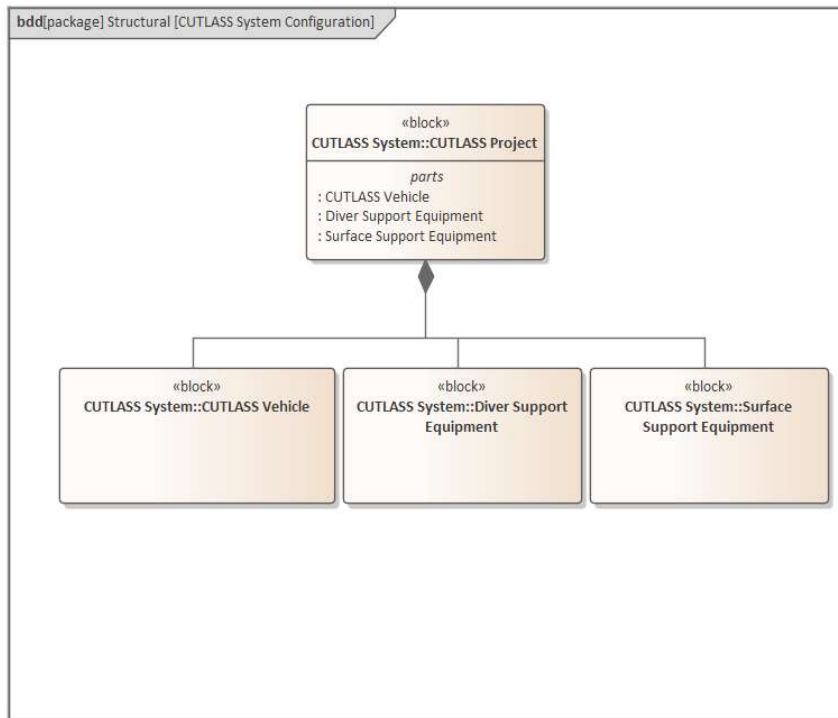 bdd[package] Structural [CUTLASS System Configuration]
«block»
CUTLASS System::CUTLASS Project
parts
: CUTLASS Vehicle
: Diver Support Equipment
: Surface Support Equipment
«block»
CUTLASS System::CUTLASS Vehicle
«block»
CUTLASS System::Diver Support
Equipment
«block»
CUTLASS System::Surface
Support Equipment